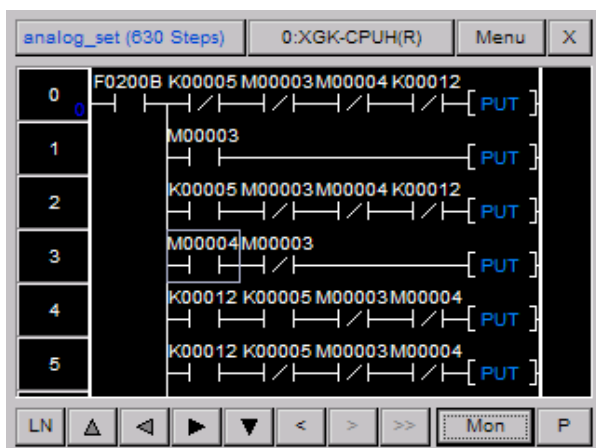 analog_set (630 Steps) 0:XGK-CPUH(R) Menu X
F0200B K00005 M00003 M00004 K00012
0 0 PUT
M00003
1 PUT
K00005 M00003 M00004 K00012
2 PUT
M00004 M00003
3 PUT
K00012 K00005 M00003 M00004
4 PUT
K00012 K00005 M00003 M00004
5 PUT
LN < > >> Mon P